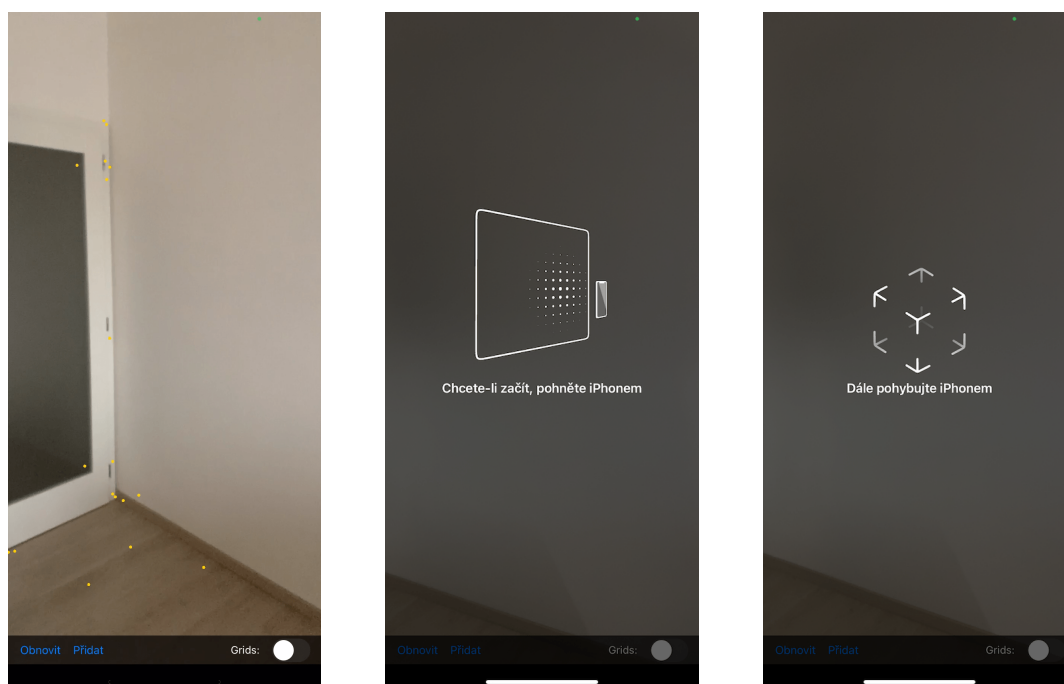 Obnovit Přidat Grids:
Chcete-li začít, pohněte iPhonem
Obnovit Přidat Grids:
Dále pohybujte iPhonem
Obnovit Přidat Grids: